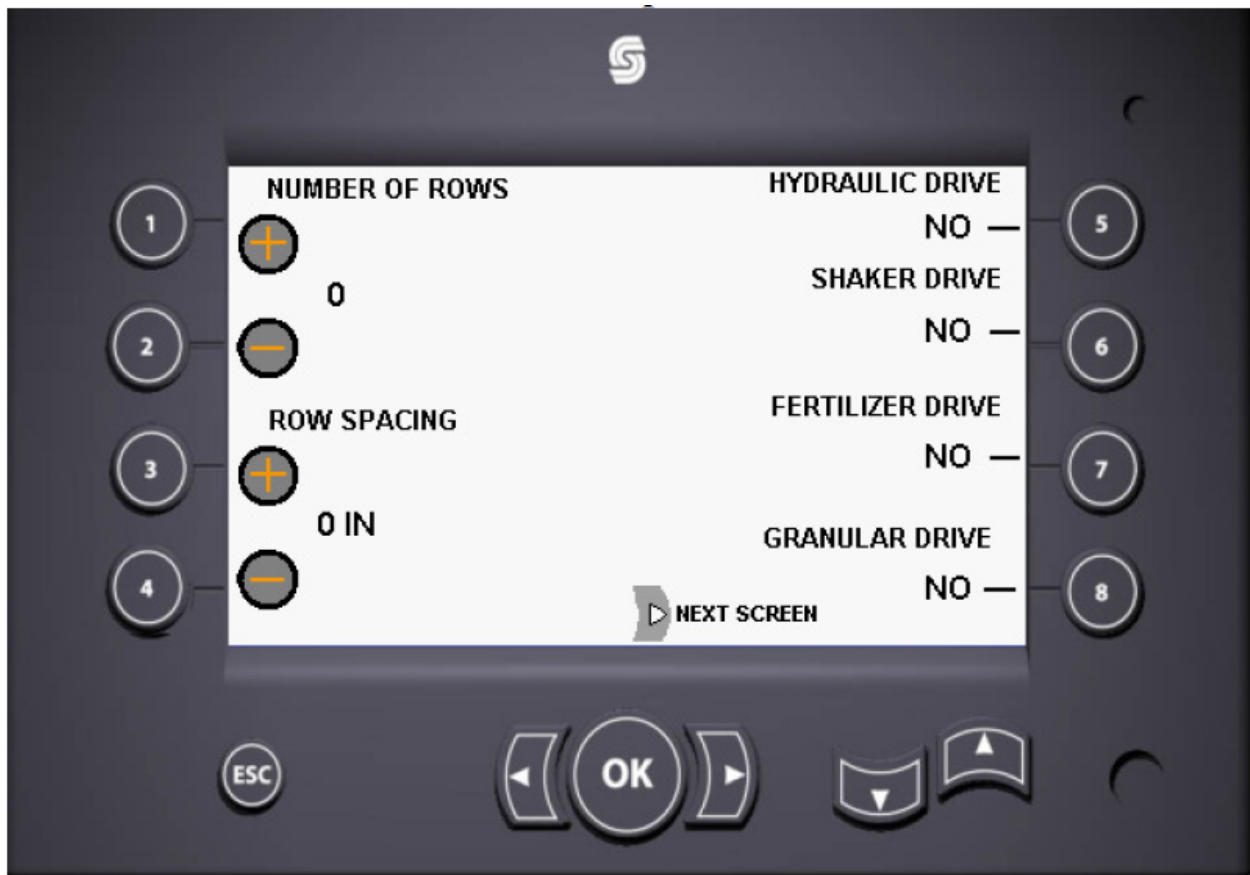 NUMBER OF ROWS
0
ROW SPACING
0 IN
HYDRAULIC DRIVE
NO
SHAKER DRIVE
NO
FERTILIZER DRIVE
NO
GRANULAR DRIVE
NO
NEXT SCREEN
1
2
3
4
5
6
7
8
ESC
OK